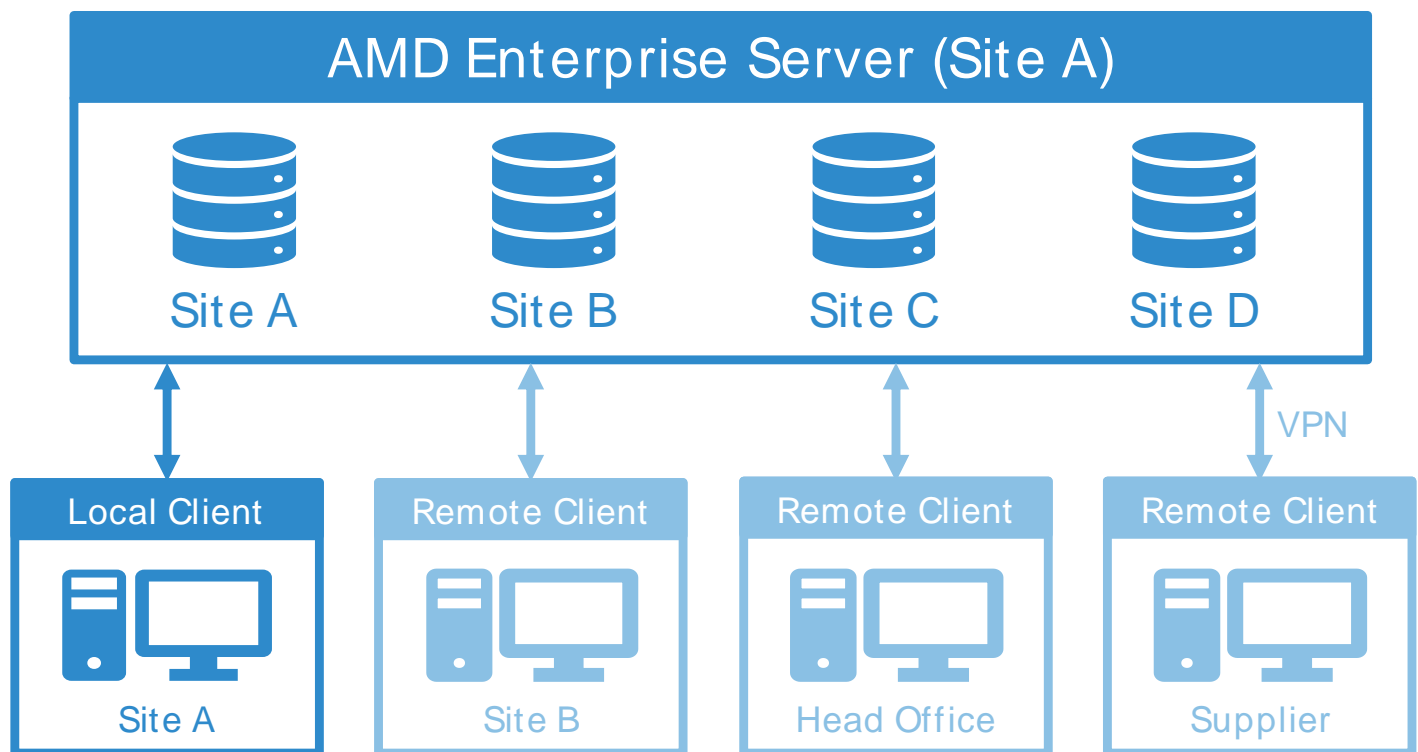 AMD Enterprise Server (Site A)
Site A
Site B
Site C
Site D
VPN
Local Client
Remote Client
Remote Client
Remote Client
Site A
Site B
Head Office
Supplier